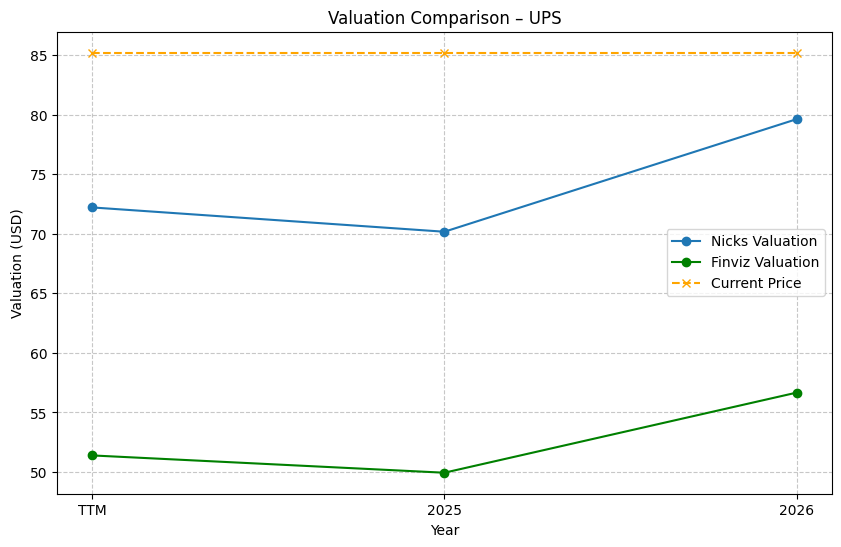 Valuation Comparison – UPS
Valuation (USD)
85
80
75
70
65
60
55
50
Nicks Valuation
Finviz Valuation
Current Price
TTM
2025
2026
Year